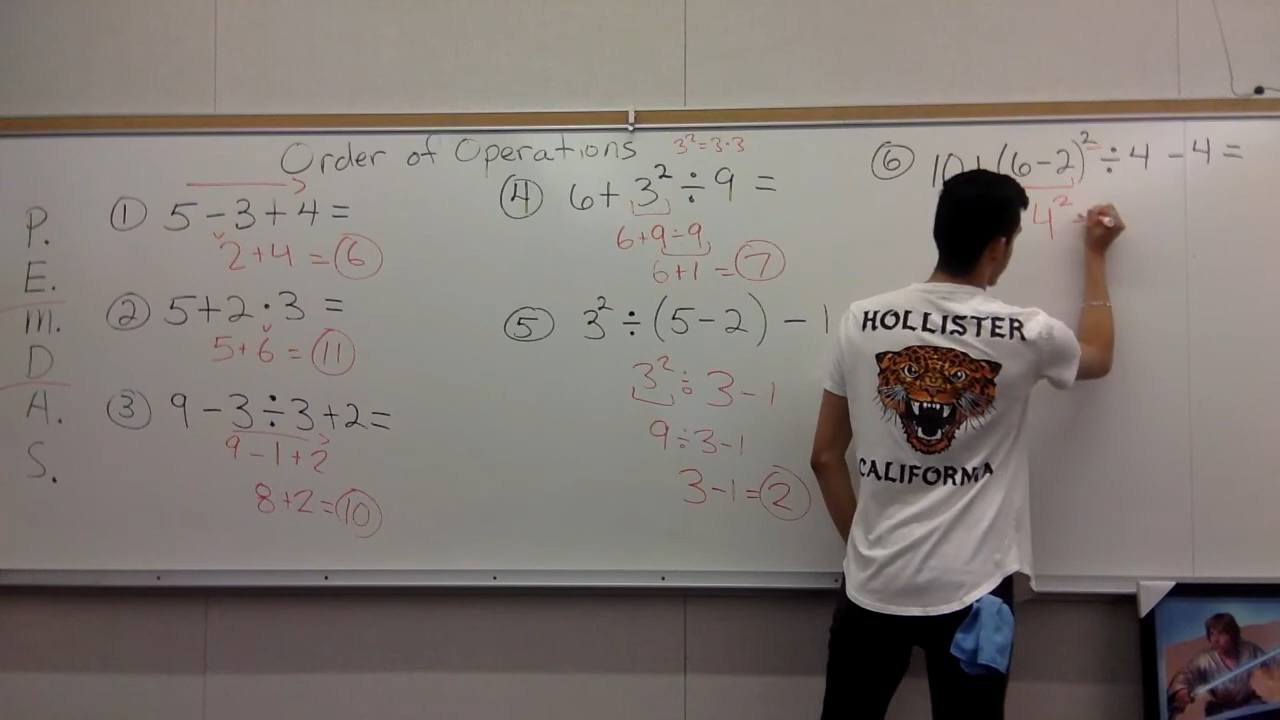 Order of Operations
P.
E.
M.
D
A.
S.
① 5 - 3 + 4 =
2 + 4 = 6
② 5 + 2 · 3 =
5 + 6 = 11
③ 9 - 3 ÷ 3 + 2 =
9 - 1 + 2
8 + 2 = 10
3² = 3 · 3
④ 6 + 3² ÷ 9 =
6 + 9 ÷ 9
6 + 1 = 7
⑤ 3² ÷ (5 - 2) - 1
3² ÷ 3 - 1
9 ÷ 3 - 1
3 - 1 = 2
⑥ 10 + (6 - 2)² ÷ 4 - 4 =
4²
HOLLISTER
CALIFORNIA